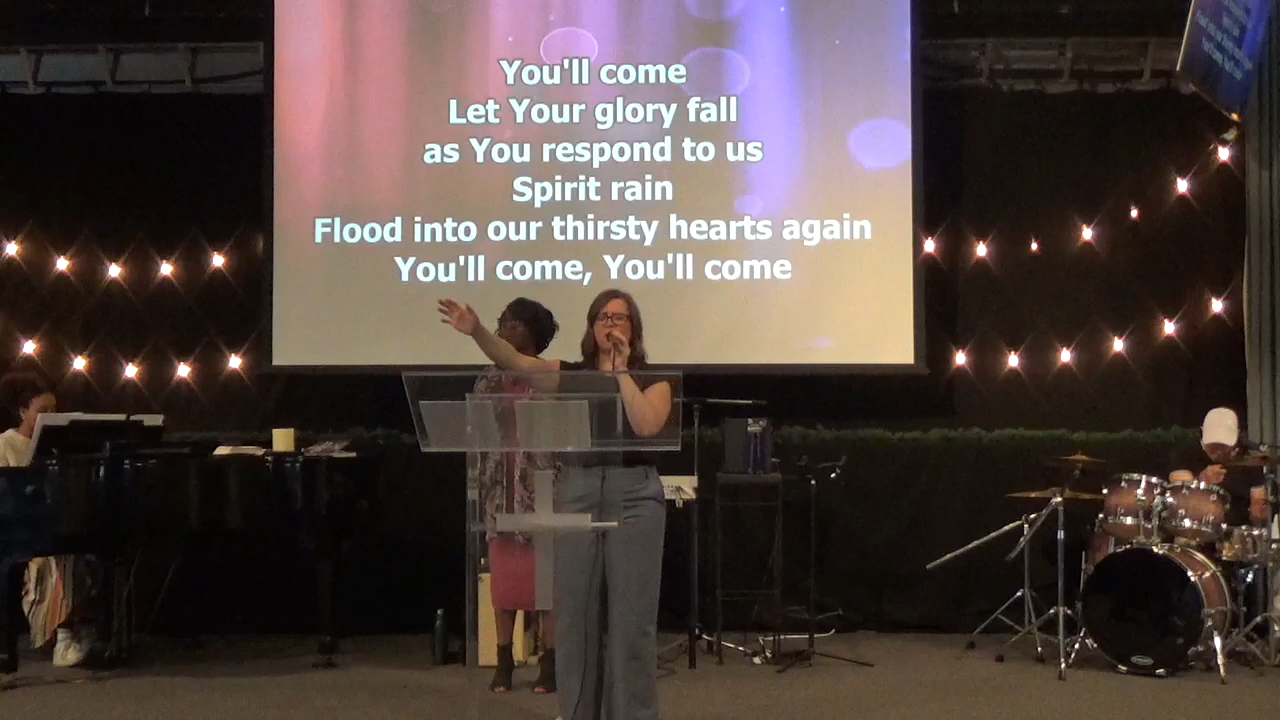 You'll come
Let Your glory fall
as You respond to us
Spirit rain
Flood into our thirsty hearts again
You'll come, You'll come